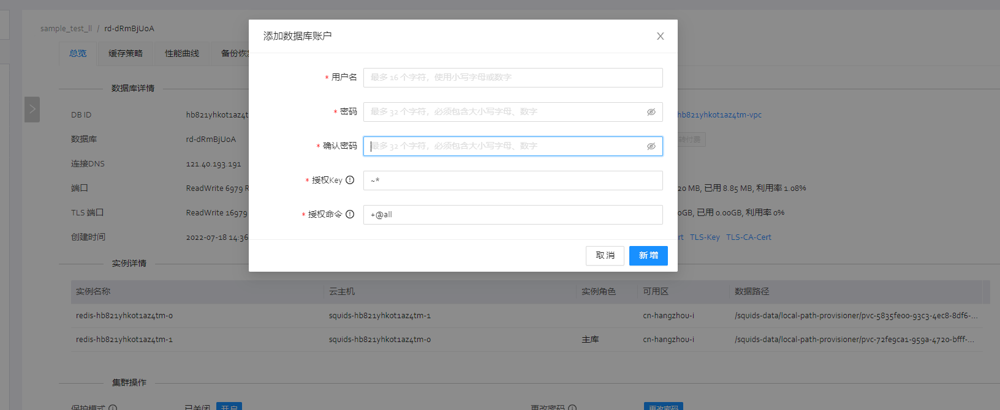 sample_test_ll / rd-dRmBjUoA
总览 缓存策略 性能曲线 备份恢
数据库详情
DB ID hb821yhkot1az4t
hb821yhkot1az4tm-vpc
数据库 rd-dRmBjUoA
转付费
连接DNS 121.40.193.191
端口 ReadWrite 6979 R
20 MB, 已用 8.85 MB, 利用率 1.08%
TLS 端口 ReadWrite 16979
0GB, 已用 0.00GB, 利用率 0%
创建时间 2022-07-18 14:36
rt TLS-Key TLS-CA-Cert
添加数据库账户
* 用户名 最多 16 个字符，使用小写字母或数字
* 密码 最多 32 个字符，必须包含大小写字母、数字
* 确认密码 最多 32 个字符，必须包含大小写字母、数字
* 授权Key ~*
* 授权命令 +@all
取 消 新 增
实例详情
实例名称 云主机 实例角色 可用区 数据路径
redis-hb821yhkot1az4tm-0 squids-hb821yhkot1az4tm-1 cn-hangzhou-i /squids-data/local-path-provisioner/pvc-5835fe00-93c3-4ec8-8df6-...
redis-hb821yhkot1az4tm-1 squids-hb821yhkot1az4tm-0 主库 cn-hangzhou-i /squids-data/local-path-provisioner/pvc-72fe9ca1-959a-4720-bfff-...
集群操作
保护模式 已关闭 开启 更改密码 更改密码